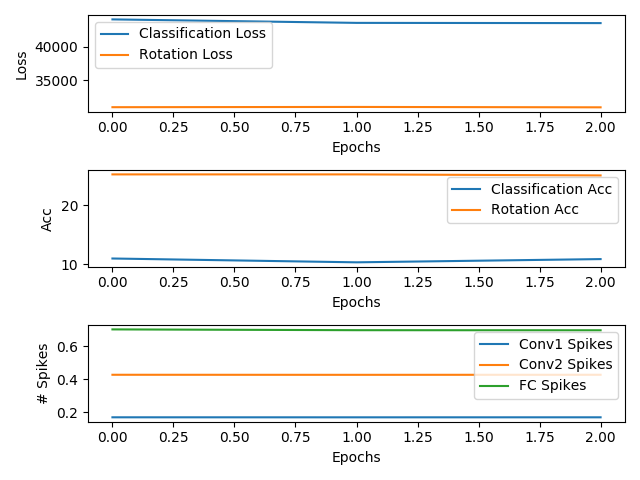 Loss
40000
35000
Classification Loss
Rotation Loss
0.00 0.25 0.50 0.75 1.00 1.25 1.50 1.75 2.00
Epochs
Acc
20
10
Classification Acc
Rotation Acc
0.00 0.25 0.50 0.75 1.00 1.25 1.50 1.75 2.00
Epochs
# Spikes
0.6
0.4
0.2
Conv1 Spikes
Conv2 Spikes
FC Spikes
0.00 0.25 0.50 0.75 1.00 1.25 1.50 1.75 2.00
Epochs